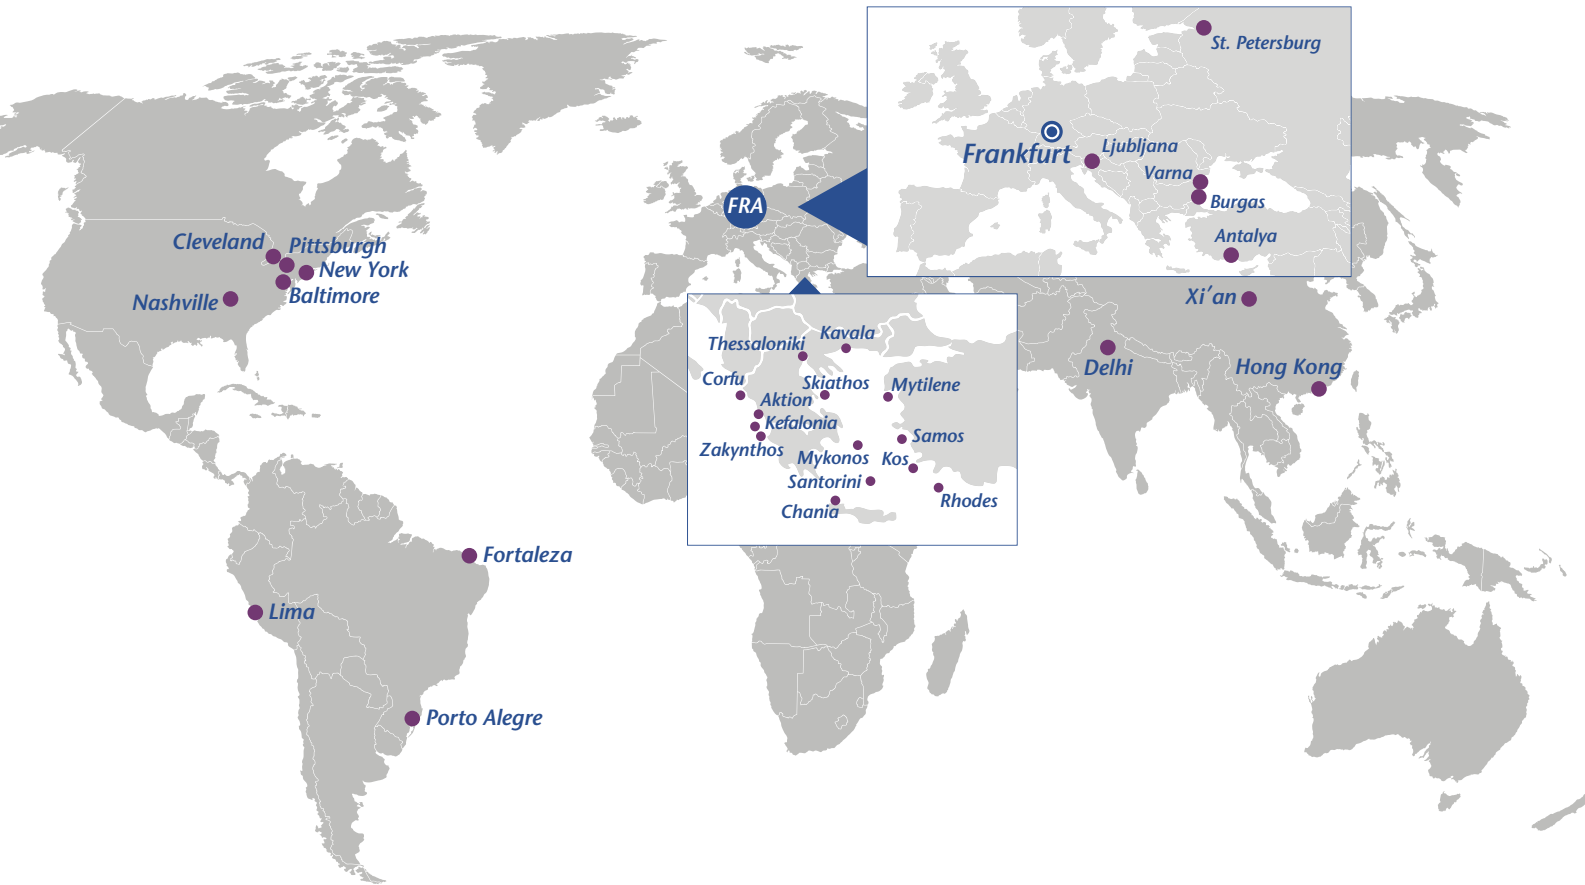 St. Petersburg
Frankfurt
Ljubljana
Varna
Burgas
Antalya
FRA
Cleveland
Pittsburgh
New York
Baltimore
Nashville
Xi'an
Delhi
Hong Kong
Kavala
Thessaloniki
Corfu
Skiathos
Mytilene
Aktion
Kefalonia
Zakynthos
Samos
Mykonos
Kos
Santorini
Rhodes
Chania
Fortaleza
Lima
Porto Alegre